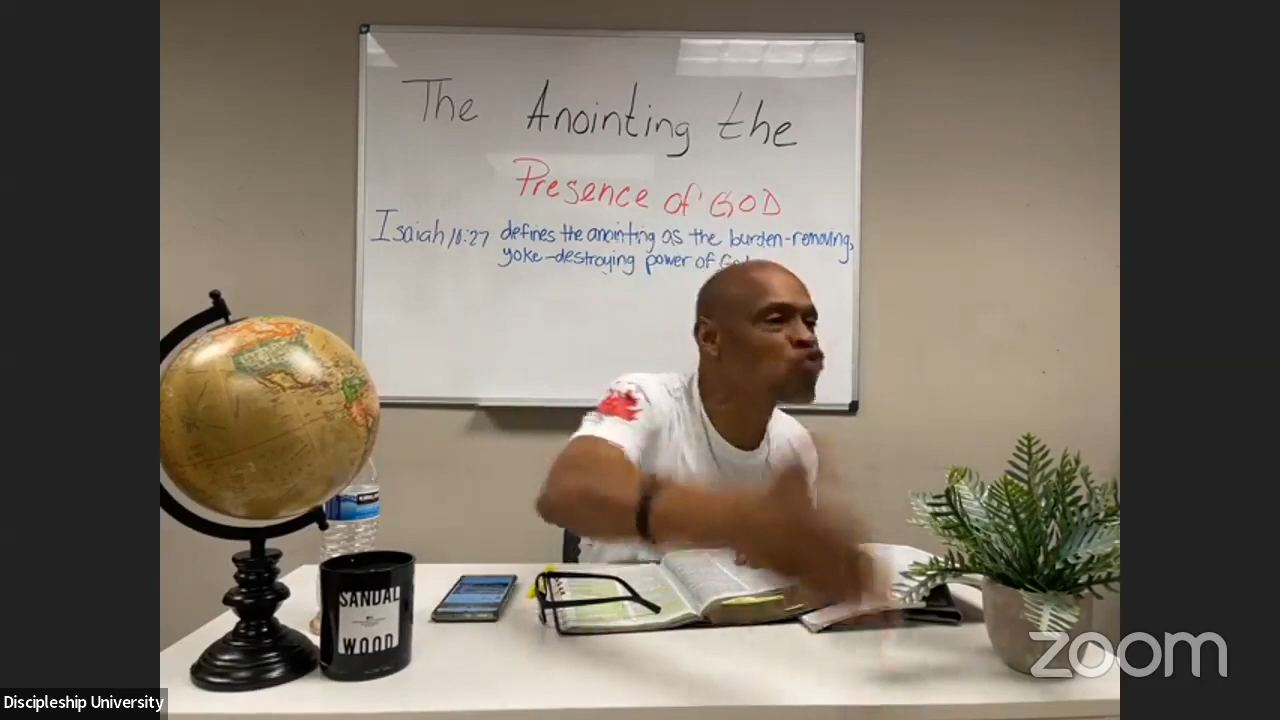 The Anointing the
Presence of GOD
Isaiah 10:27 defines the anointing as the burden-removing,
yoke-destroying power of
SANDAL
WOOD
zoom
Discipleship University